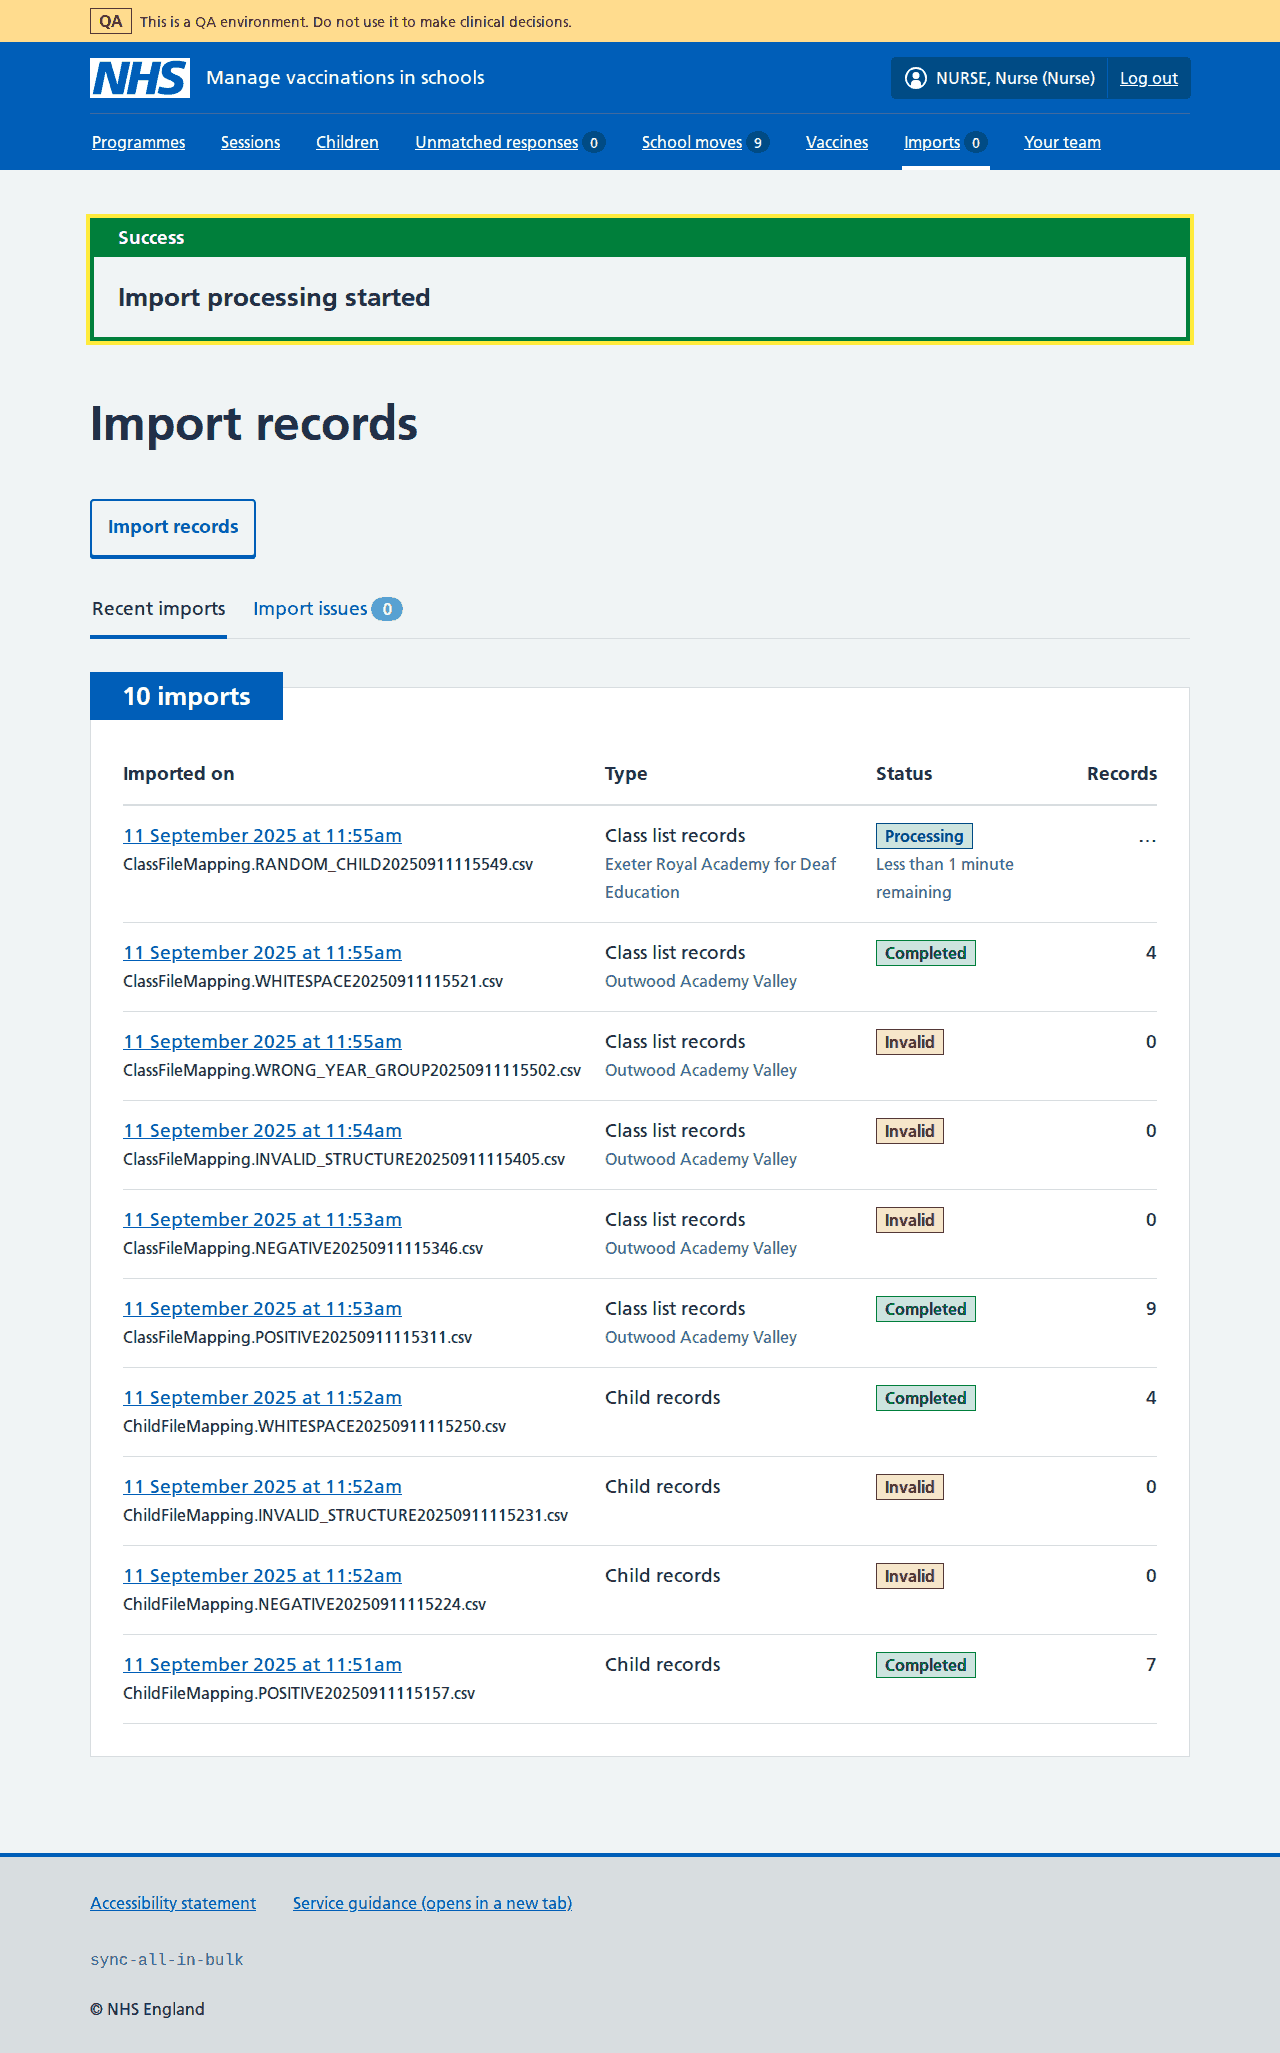 QA This is a QA environment. Do not use it to make clinical decisions.
NHS Manage vaccinations in schools NURSE, Nurse (Nurse) Log out
Programmes Sessions Children Unmatched responses 0 School moves 9 Vaccines Imports 0 Your team
Success
Import processing started
Import records
Import records
Recent imports Import issues 0
10 imports
Imported on Type Status Records
11 September 2025 at 11:55am Class list records Processing ...
ClassFileMapping.RANDOM_CHILD20250911115549.csv Exeter Royal Academy for Deaf Less than 1 minute
Education remaining
11 September 2025 at 11:55am Class list records Completed 4
ClassFileMapping.WHITESPACE20250911115521.csv Outwood Academy Valley
11 September 2025 at 11:55am Class list records Invalid 0
ClassFileMapping.WRONG_YEAR_GROUP20250911115502.csv Outwood Academy Valley
11 September 2025 at 11:54am Class list records Invalid 0
ClassFileMapping.INVALID_STRUCTURE20250911115405.csv Outwood Academy Valley
11 September 2025 at 11:53am Class list records Invalid 0
ClassFileMapping.NEGATIVE20250911115346.csv Outwood Academy Valley
11 September 2025 at 11:53am Class list records Completed 9
ClassFileMapping.POSITIVE20250911115311.csv Outwood Academy Valley
11 September 2025 at 11:52am Child records Completed 4
ChildFileMapping.WHITESPACE20250911115250.csv
11 September 2025 at 11:52am Child records Invalid 0
ChildFileMapping.INVALID_STRUCTURE20250911115231.csv
11 September 2025 at 11:52am Child records Invalid 0
ChildFileMapping.NEGATIVE20250911115224.csv
11 September 2025 at 11:51am Child records Completed 7
ChildFileMapping.POSITIVE20250911115157.csv
Accessibility statement Service guidance (opens in a new tab)
sync-all-in-bulk
© NHS England